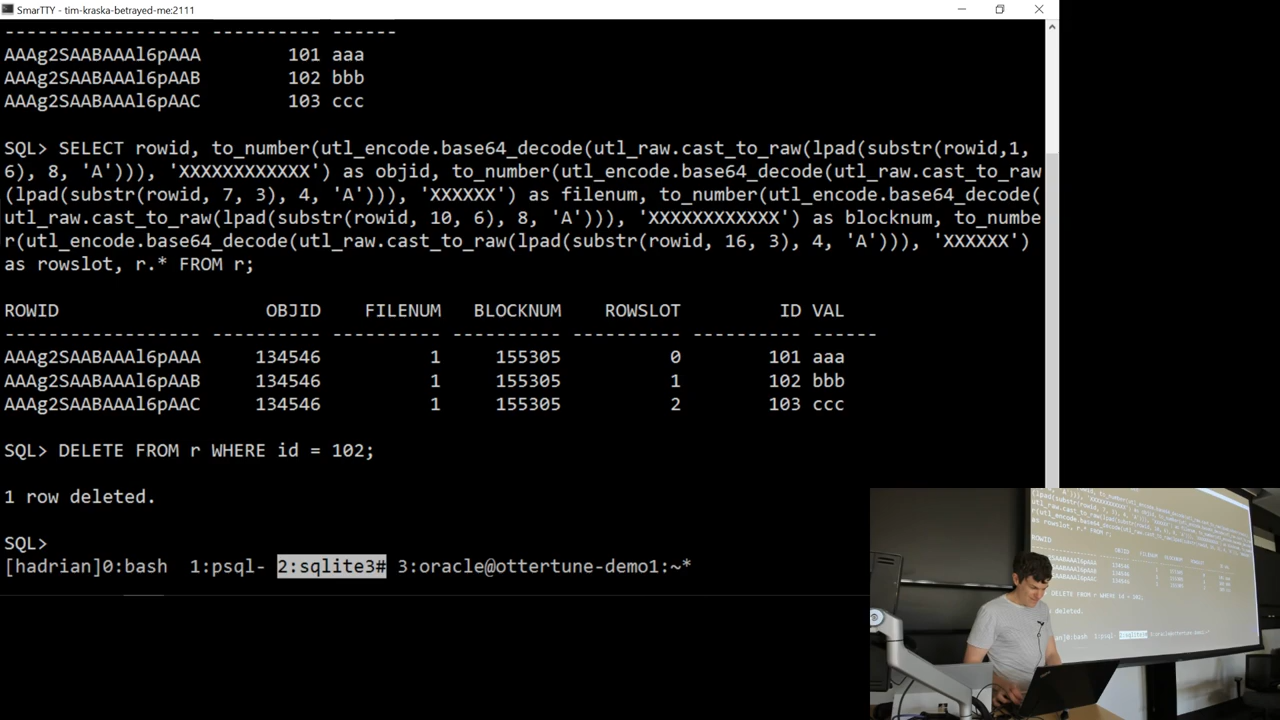 SmarTTY - tim-kraska-betrayed-me:2111
------------------ ---------- ------
AAAg2SAABAAAl6pAAA 101 aaa
AAAg2SAABAAAl6pAAB 102 bbb
AAAg2SAABAAAl6pAAC 103 ccc
SQL> SELECT rowid, to_number(utl_encode.base64_decode(utl_raw.cast_to_raw(lpad(substr(rowid,1,
6), 8, 'A'))), 'XXXXXXXXXXXX') as objid, to_number(utl_encode.base64_decode(utl_raw.cast_to_raw
(lpad(substr(rowid, 7, 3), 4, 'A'))), 'XXXXXX') as filenum, to_number(utl_encode.base64_decode(
utl_raw.cast_to_raw(lpad(substr(rowid, 10, 6), 8, 'A'))), 'XXXXXXXXXXXX') as blocknum, to_numbe
r(utl_encode.base64_decode(utl_raw.cast_to_raw(lpad(substr(rowid, 16, 3), 4, 'A'))), 'XXXXXX')
as rowslot, r.* FROM r;
ROWID OBJID FILENUM BLOCKNUM ROWSLOT ID VAL
------------------ ---------- ---------- ---------- ---------- ---------- ------
AAAg2SAABAAAl6pAAA 134546 1 155305 0 101 aaa
AAAg2SAABAAAl6pAAB 134546 1 155305 1 102 bbb
AAAg2SAABAAAl6pAAC 134546 1 155305 2 103 ccc
SQL> DELETE FROM r WHERE id = 102;
1 row deleted.
SQL>
[hadrian]0:bash 1:psql- 2:sqlite3# 3:oracle@ottertune-demo1:~*